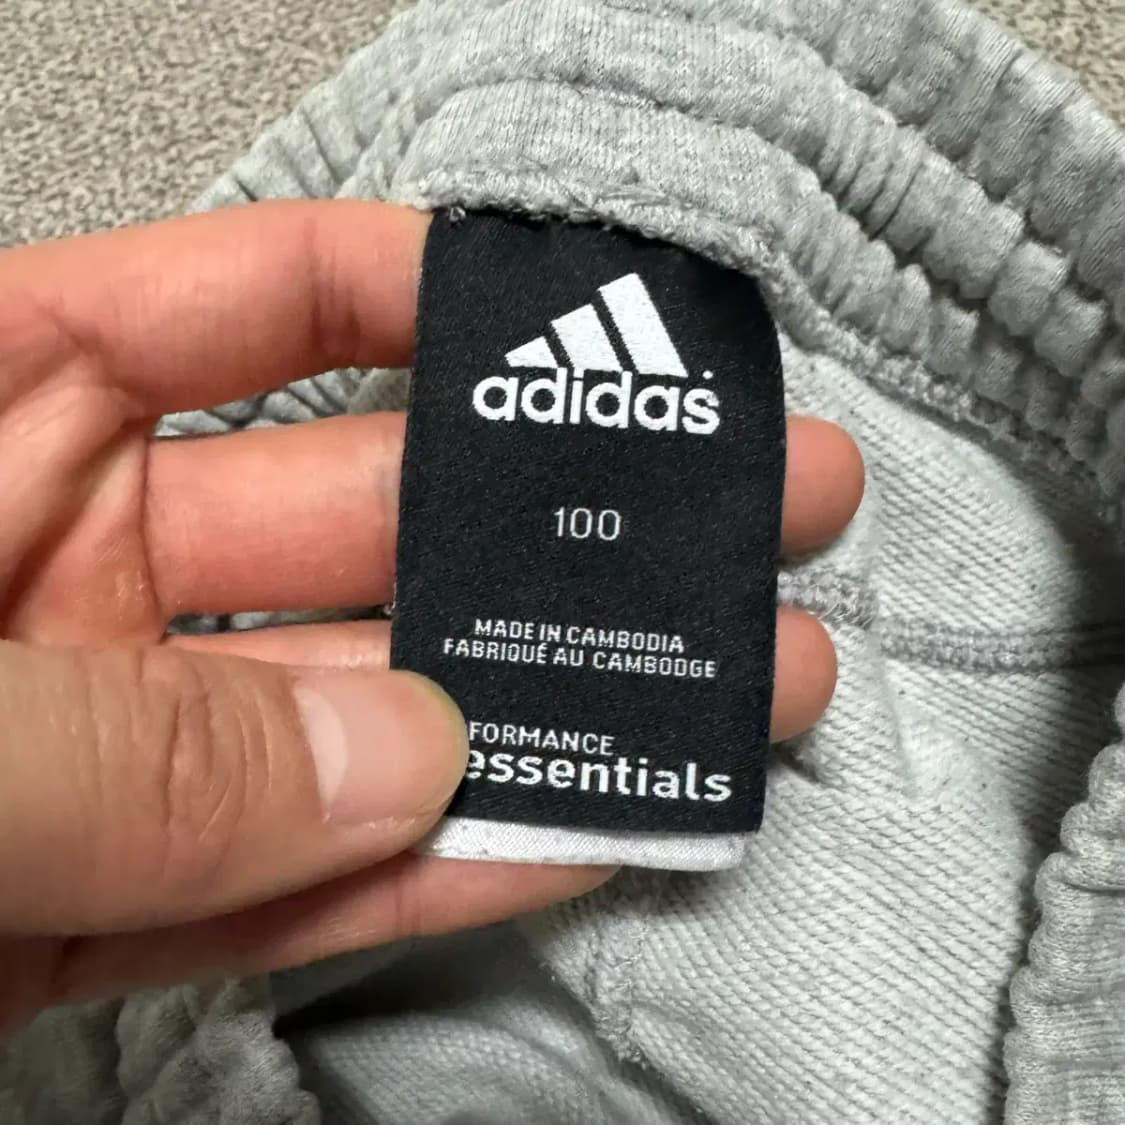 adidas
100
MADE IN CAMBODIA
FABRIQUÉ AU CAMBODGE
FORMANCE
essentials